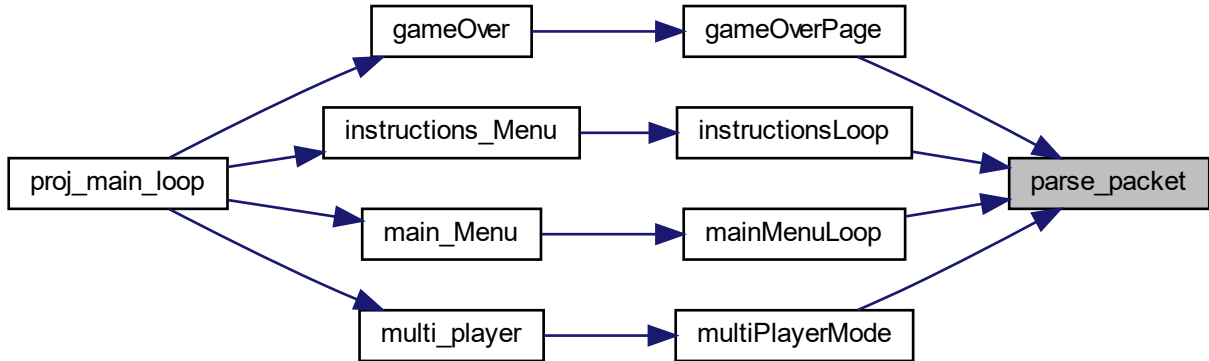 gameOver
gameOverPage
instructions_Menu
instructionsLoop
proj_main_loop
parse_packet
main_Menu
mainMenuLoop
multi_player
multiPlayerMode